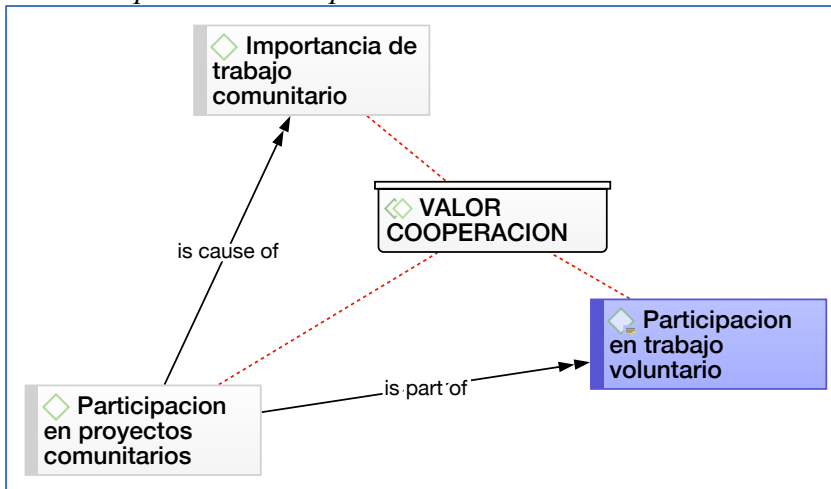 Importancia de
trabajo
comunitario
VALOR
COOPERACION
is cause of
Participacion
en trabajo
voluntario
is part of
Participacion
en proyectos
comunitarios